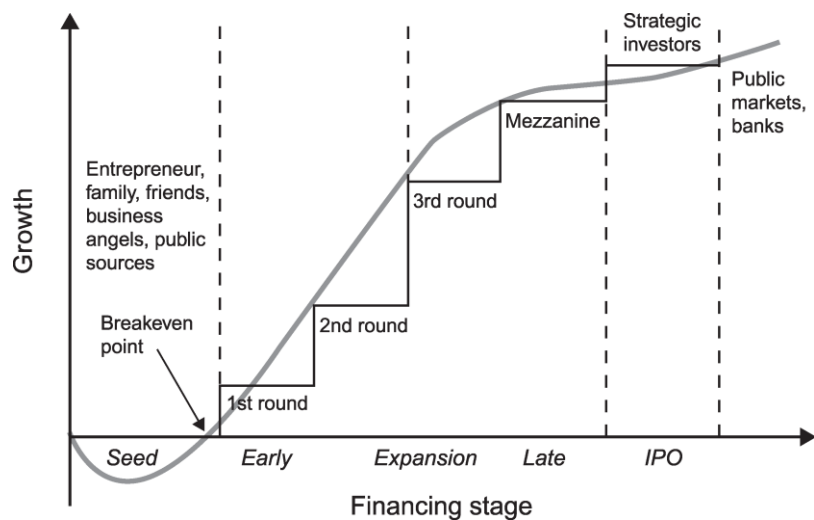 Growth
Strategic
investors
Public
markets,
banks
Mezzanine
Entrepreneur,
family, friends,
business
angels, public
sources
3rd round
2nd round
Breakeven
point
1st round
Seed
Early
Expansion
Late
IPO
Financing stage